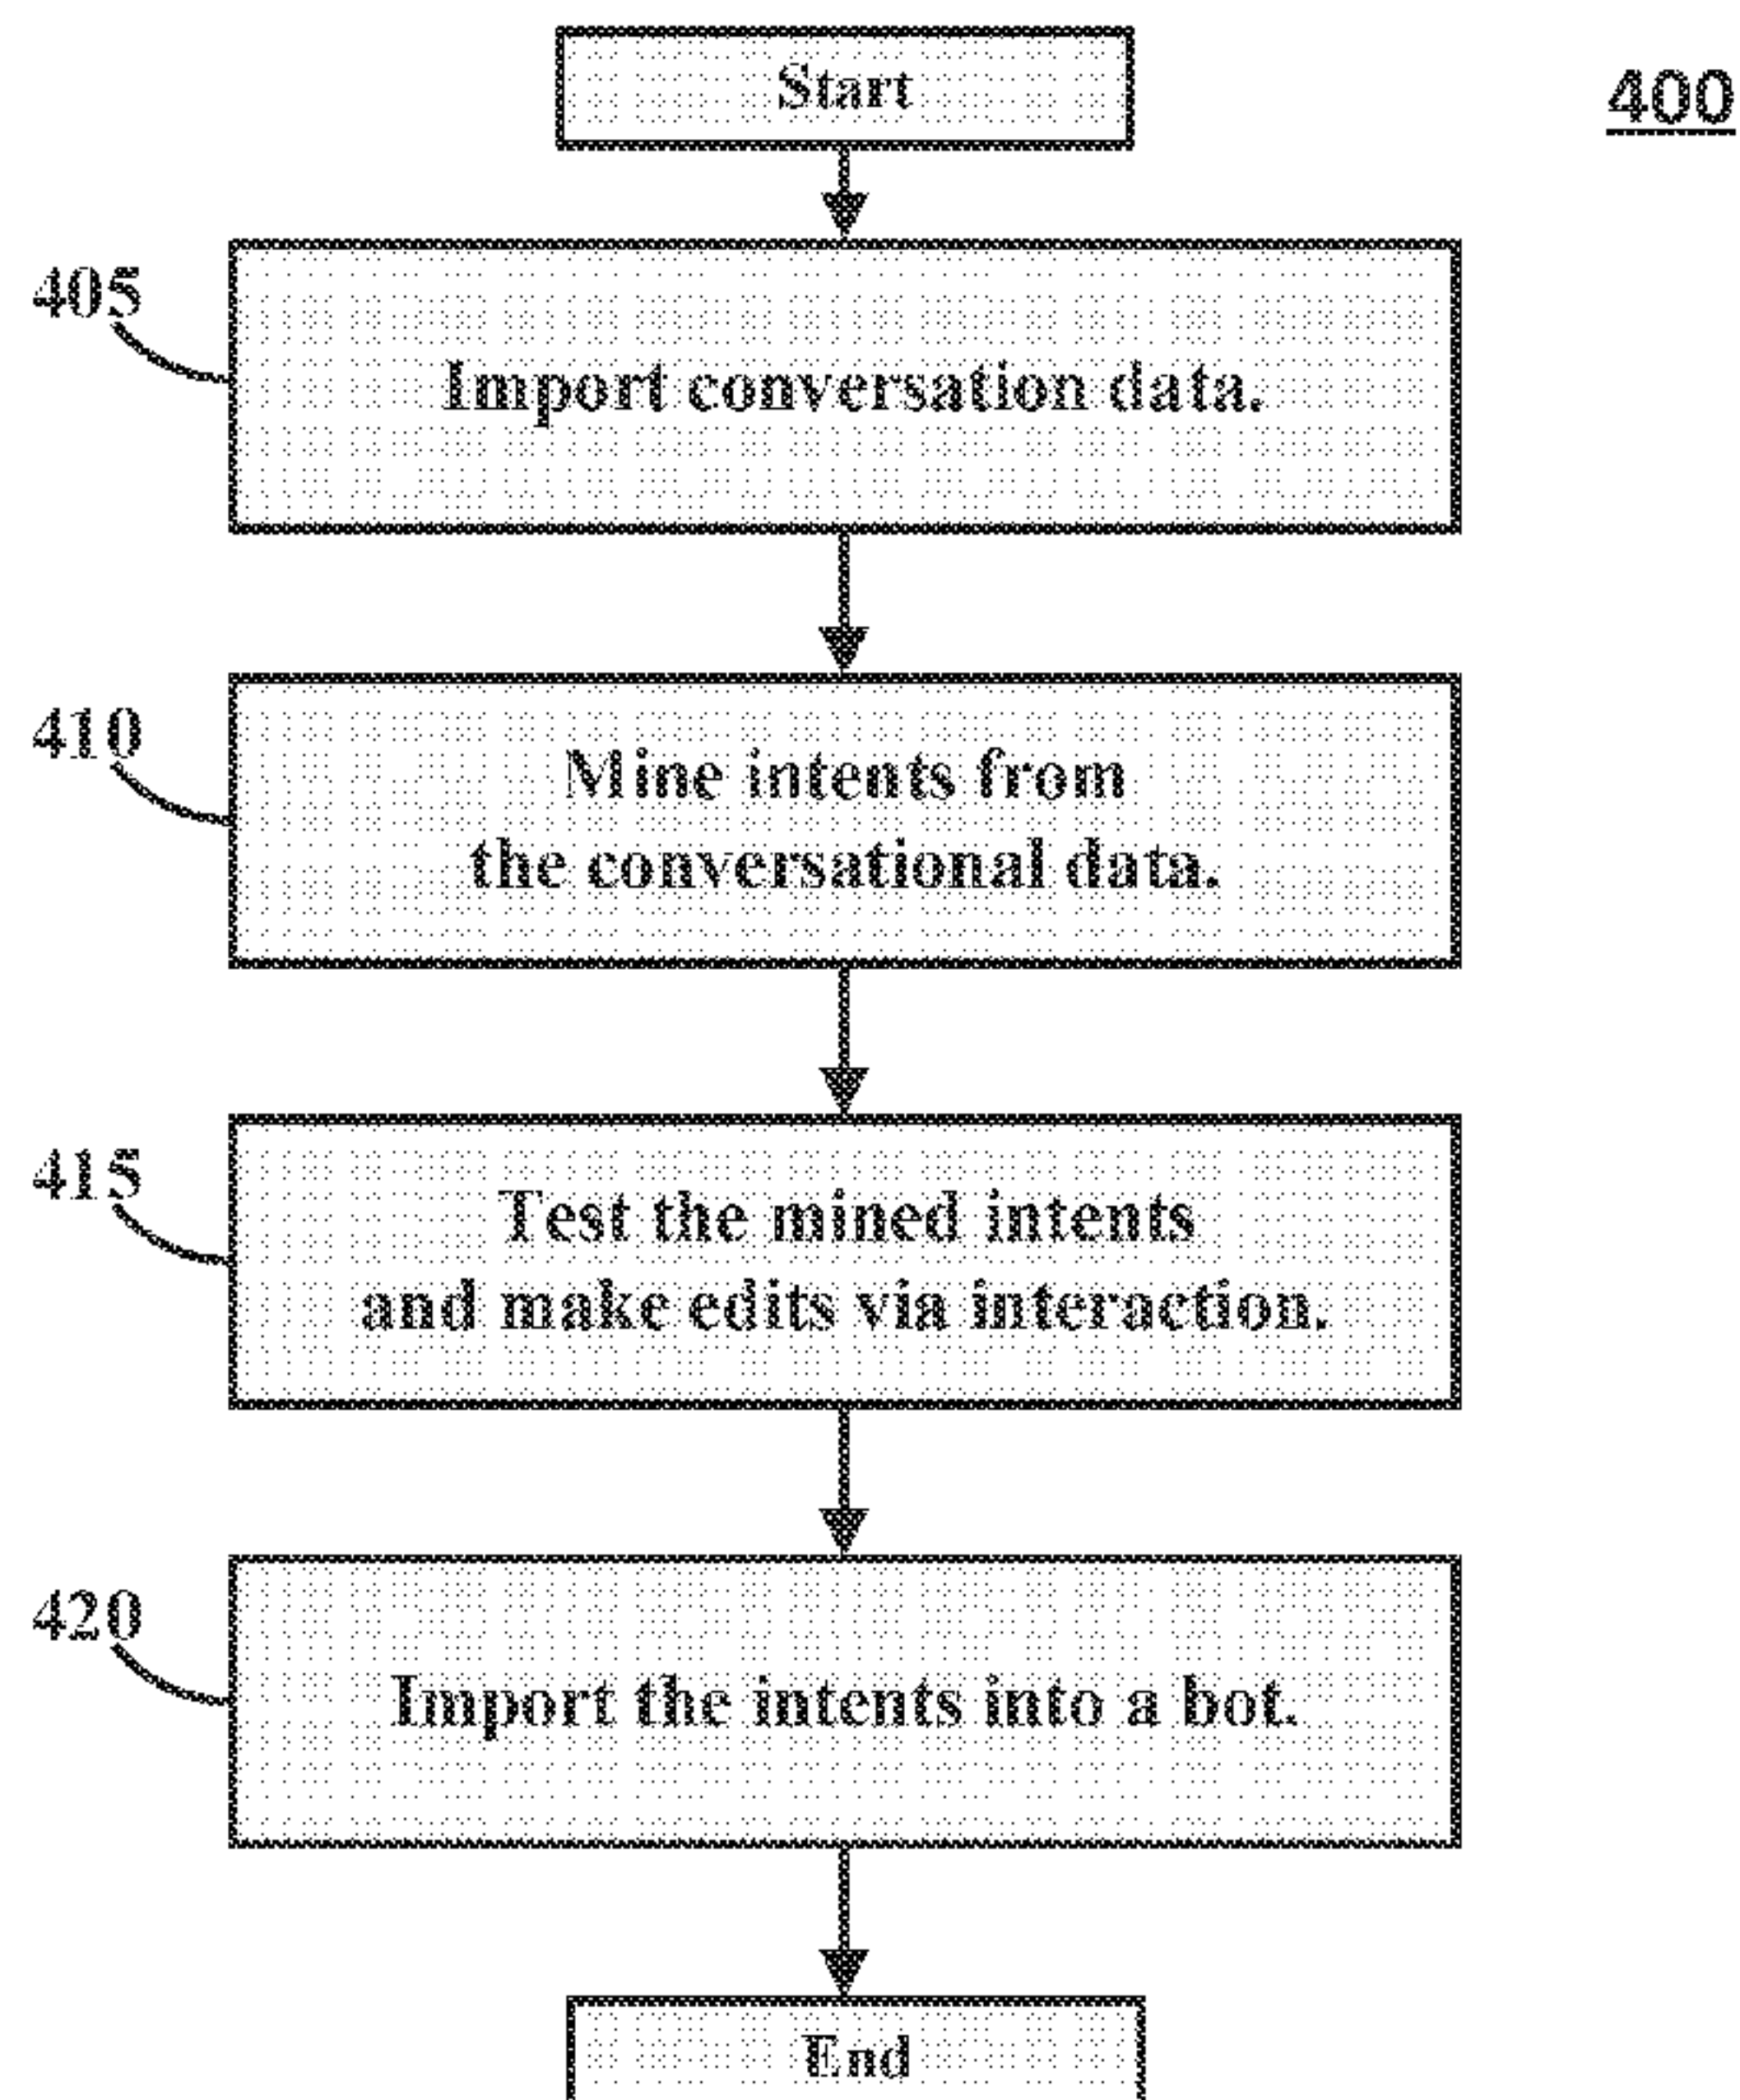 Start
400
405
Import conversation data.
410
Mine intents from
the conversational data.
415
Test the mined intents
and make edits via interaction.
420
Import the intents into a bot.
End